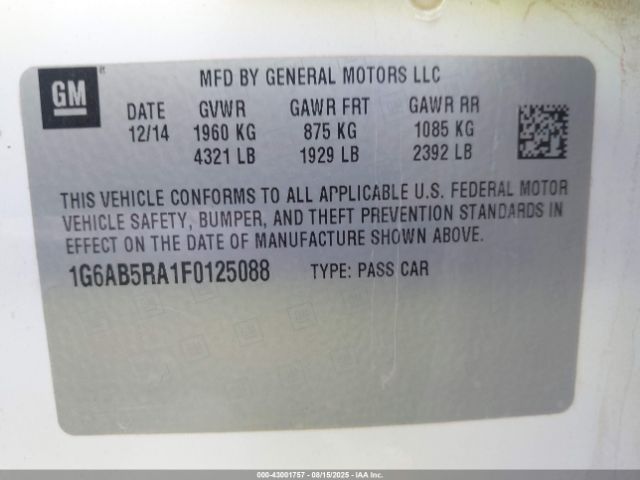 GM
MFD BY GENERAL MOTORS LLC
DATE GVWR GAWR FRT GAWR RR
12/14 1960 KG 875 KG 1085 KG
4321 LB 1929 LB 2392 LB
THIS VEHICLE CONFORMS TO ALL APPLICABLE U.S. FEDERAL MOTOR
VEHICLE SAFETY, BUMPER, AND THEFT PREVENTION STANDARDS IN
EFFECT ON THE DATE OF MANUFACTURE SHOWN ABOVE.
1G6AB5RA1F0125088 TYPE: PASS CAR
000-43001757 - 08/15/2025 - IAA Inc.